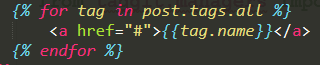 {% for tag in post.tags.all %}
<a href="#">{{tag.name}}</a>
{% endfor %}